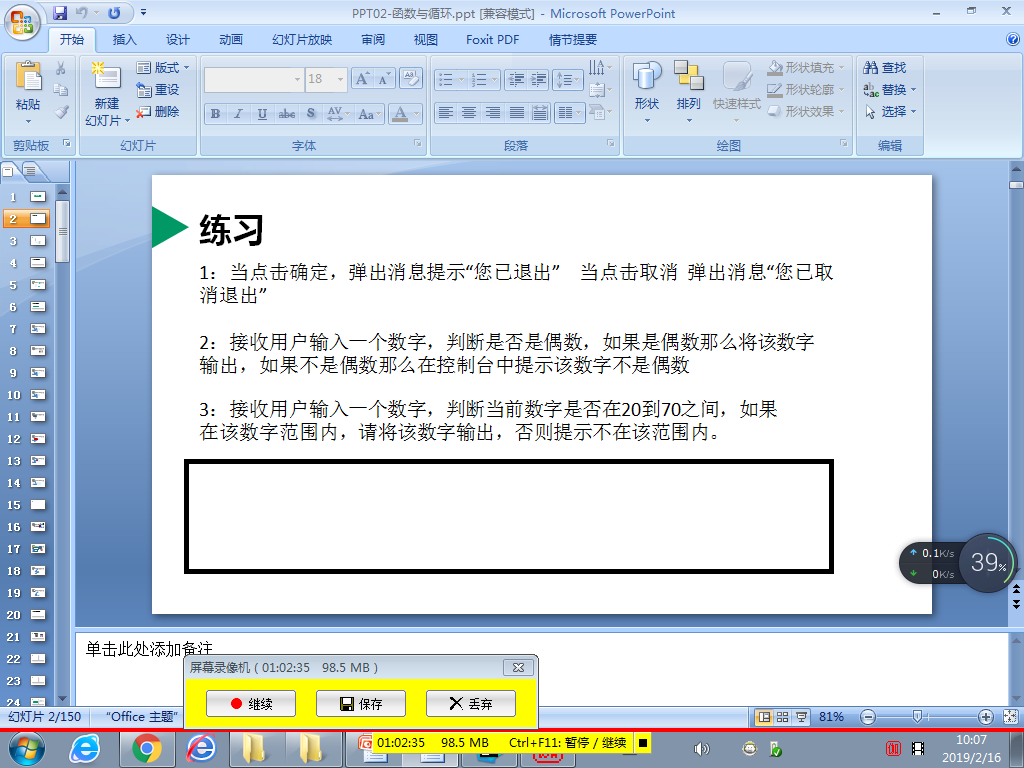 PPT02-函数与循环.ppt [兼容模式] - Microsoft PowerPoint
开始 插入 设计 动画 幻灯片放映 审阅 视图 Foxit PDF 情节提要
粘贴
剪贴板
新建
幻灯片
版式
重设
删除
幻灯片
18
B I U abc S AV Aa A
字体
段落
形状 排列 快速样式
形状填充
形状轮廓
形状效果
绘图
查找
替换
选择
编辑
1
2
3
4
5
6
7
8
9
10
11
12
13
14
15
16
17
18
19
20
21
22
23
24
练习
1：当点击确定，弹出消息提示“您已退出” 当点击取消 弹出消息“您已取
消退出”
2：接收用户输入一个数字，判断是否是偶数，如果是偶数那么将该数字
输出，如果不是偶数那么在控制台中提示该数字不是偶数
3：接收用户输入一个数字，判断当前数字是否在20到70之间，如果
在该数字范围内，请将该数字输出，否则提示不在该范围内。
0.1K/s
0K/s
39%
单击此处添加备注
屏幕录像机 ( 01:02:35 98.5 MB )
继续 保存 丢弃
幻灯片 2/150 “Office 主题” 81%
01:02:35 98.5 MB Ctrl+F11: 暂停 / 继续
10:07
2019/2/16